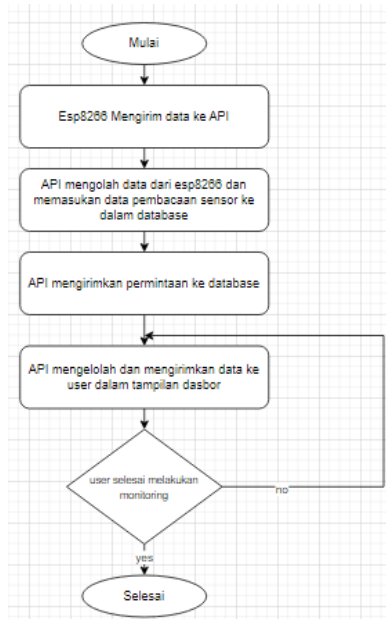 Mulai
Esp8266 Mengirim data ke API
API mengolah data dari esp8266 dan
memasukan data pembacaan sensor ke
dalam database
API mengirimkan permintaan ke database
API mengelolah dan mengirimkan data ke
user dalam tampilan dasbor
user selesai melakukan
monitoring
no
yes
Selesai